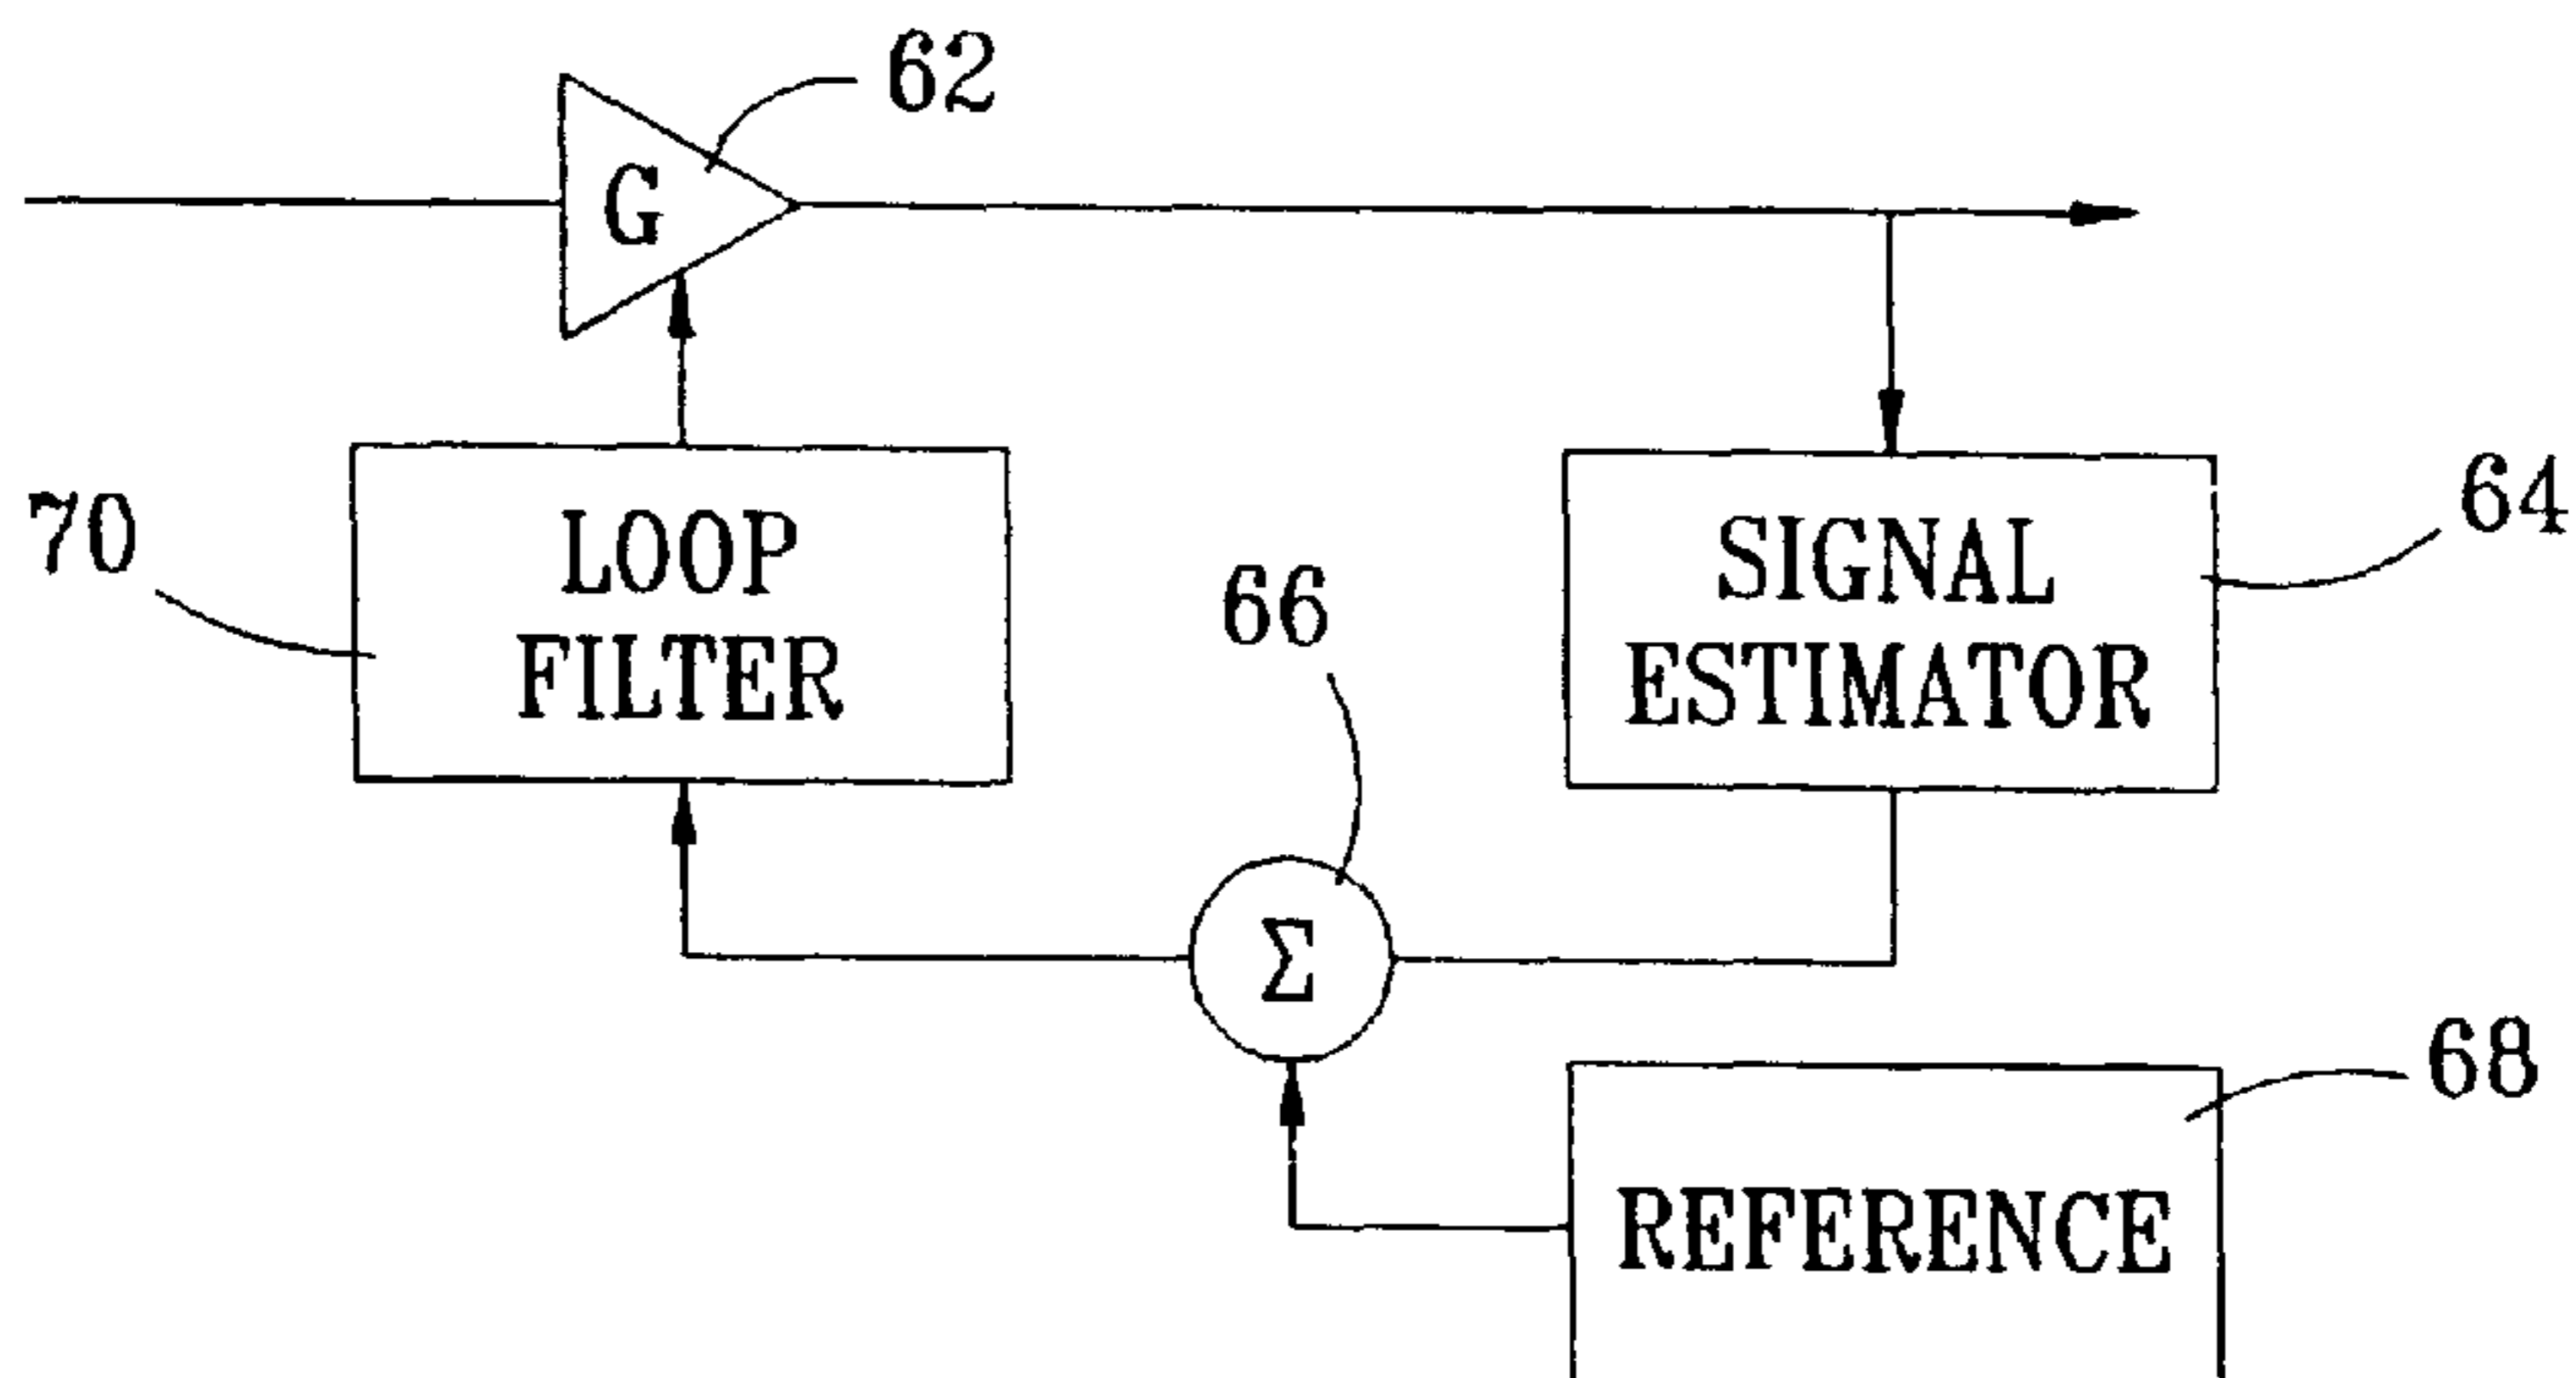 62
G
70
LOOP
FILTER
66
SIGNAL
ESTIMATOR
64
Σ
68
REFERENCE